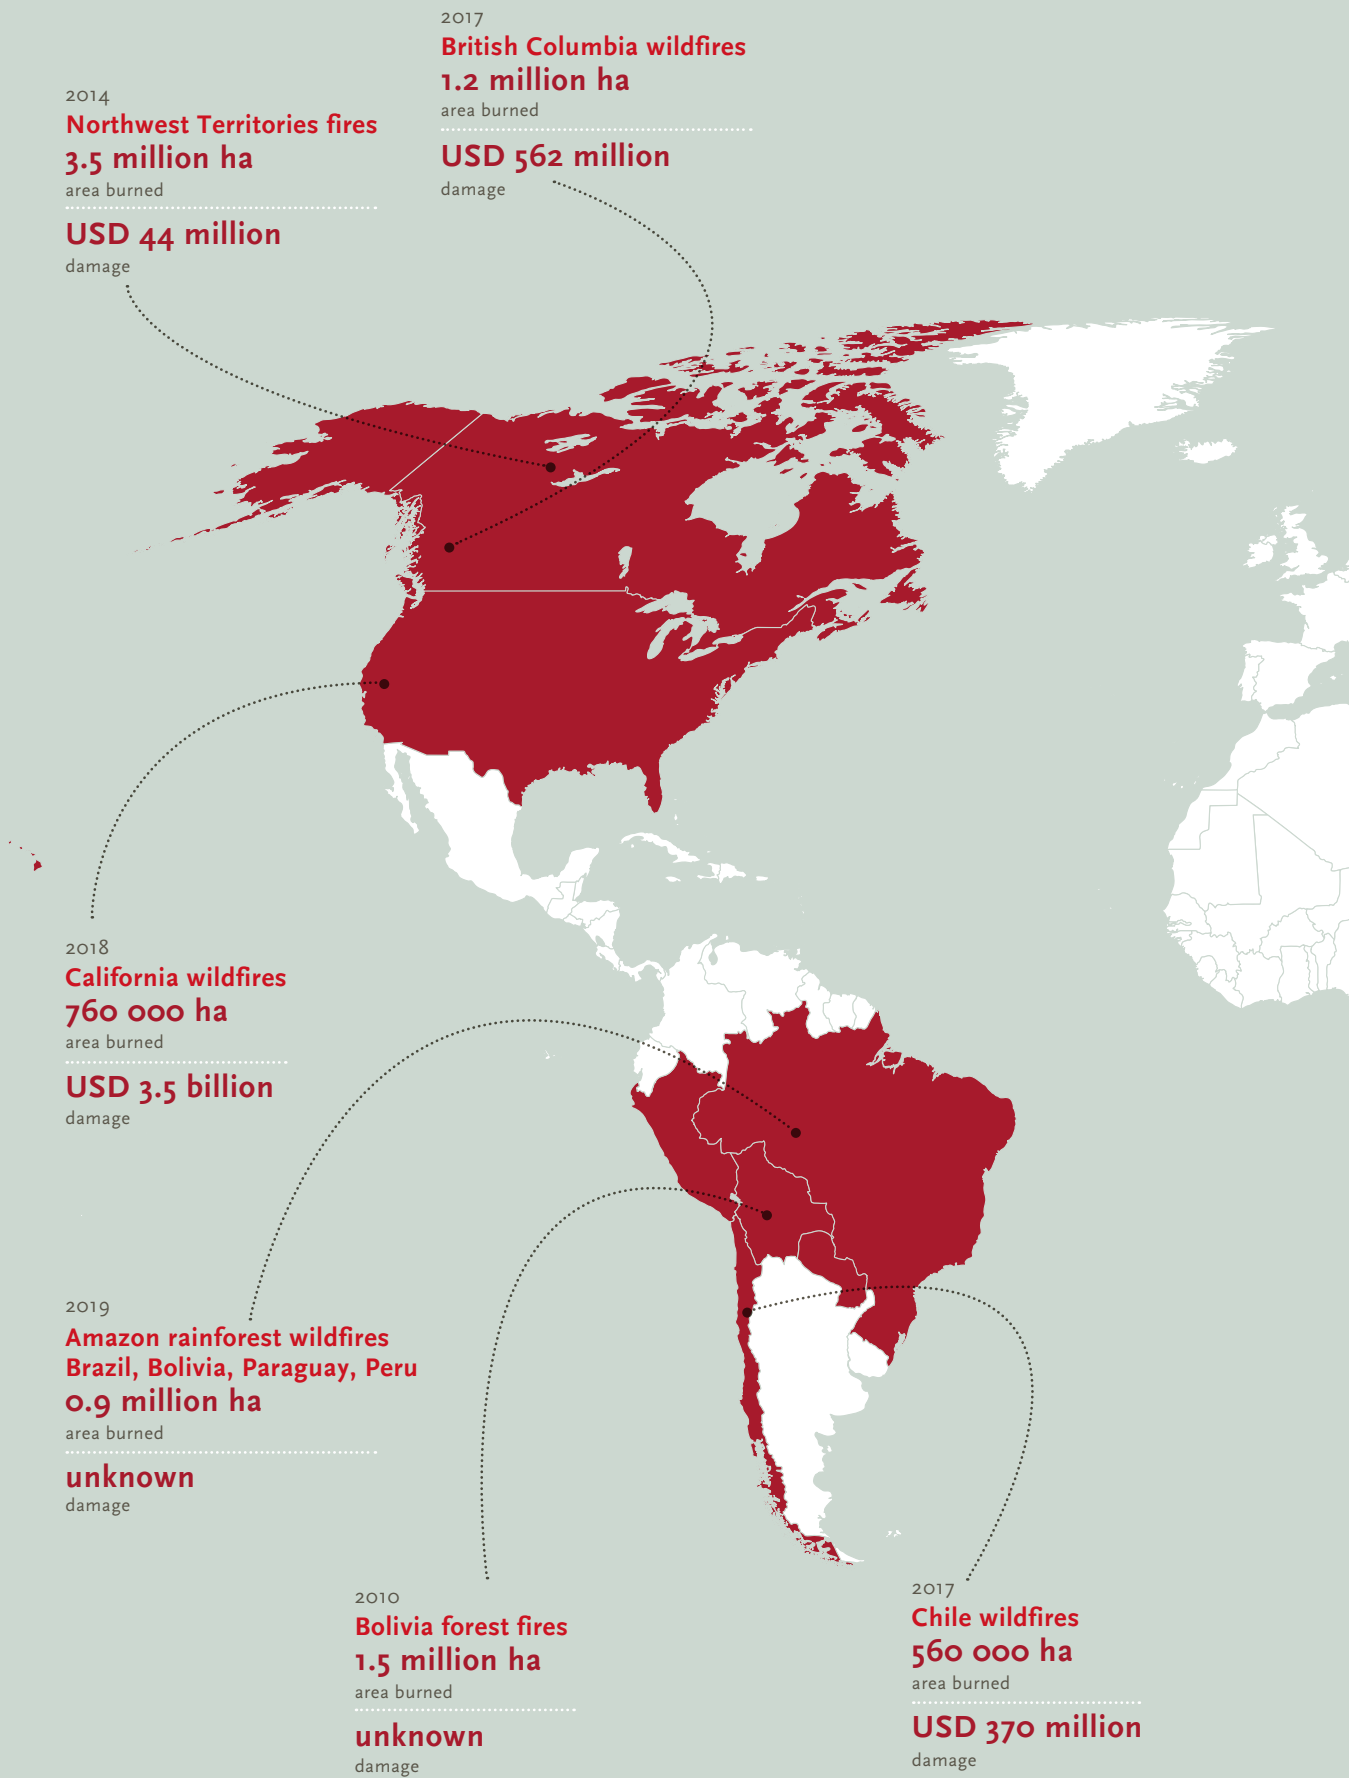 2017
British Columbia wildfires
1.2 million ha
area burned
USD 562 million
damage
2014
Northwest Territories fires
3.5 million ha
area burned
USD 44 million
damage
2018
California wildfires
760 000 ha
area burned
USD 3.5 billion
damage
2019
Amazon rainforest wildfires
Brazil, Bolivia, Paraguay, Peru
0.9 million ha
area burned
unknown
damage
2010
Bolivia forest fires
1.5 million ha
area burned
unknown
damage
2017
Chile wildfires
560 000 ha
area burned
USD 370 million
damage